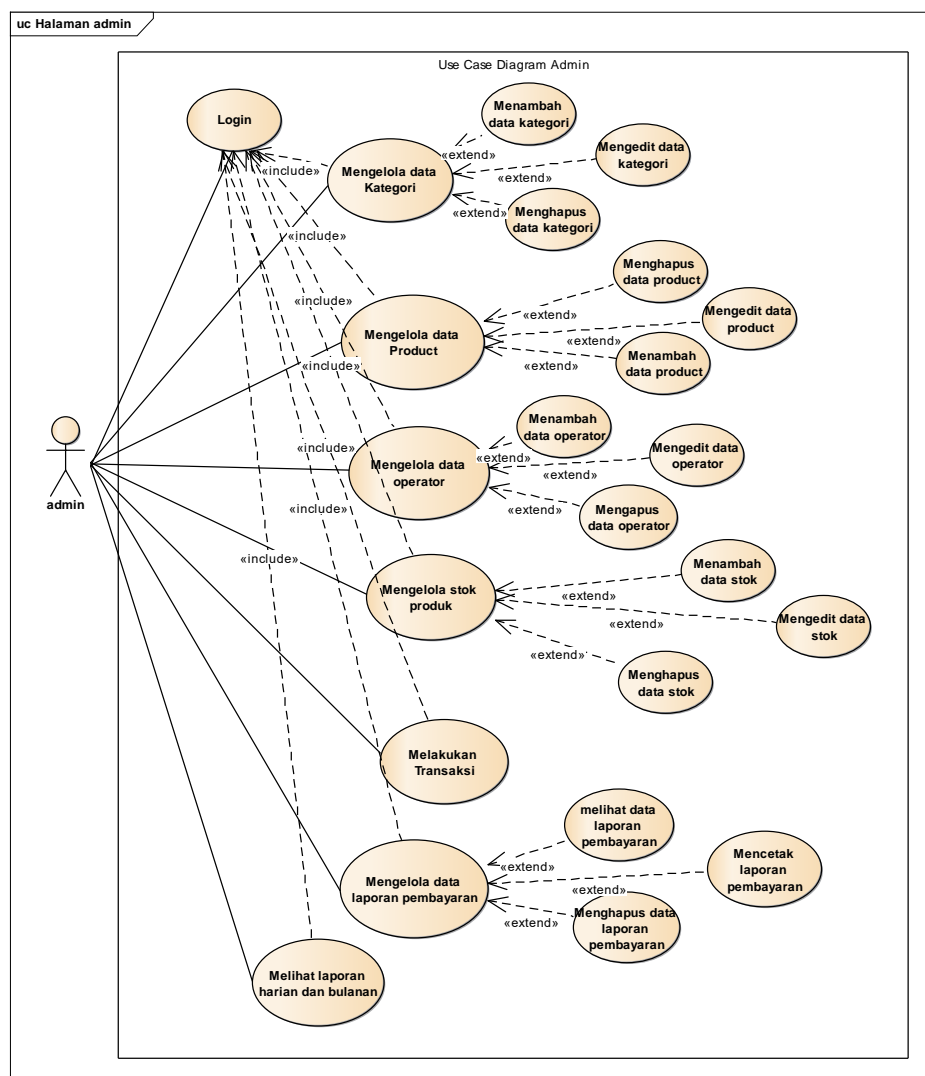 uc Halaman admin
Use Case Diagram Admin
Login
Menambah
data kategori
Mengedit data
kategori
Mengelola data
Kategori
Menghapus
data kategori
«extend»
«extend»
«extend»
«include»
«include»
Menghapus
data product
Mengedit data
product
Mengelola data
Product
Menambah
data product
«extend»
«extend»
«extend»
«include»
«include»
Menambah
data operator
Mengedit data
operator
Mengelola data
operator
Mengapus
data operator
«extend»
«extend»
«extend»
«include»
«include»
admin
«include»
Menambah
data stok
Mengelola stok
produk
Mengedit data
stok
Menghapus
data stok
«extend»
«extend»
«extend»
Melakukan
Transaksi
melihat data
laporan
pembayaran
Mencetak
laporan
pembayaran
Mengelola data
laporan pembayaran
Menghapus data
laporan
pembayaran
«extend»
«extend»
«extend»
Melihat laporan
harian dan bulanan